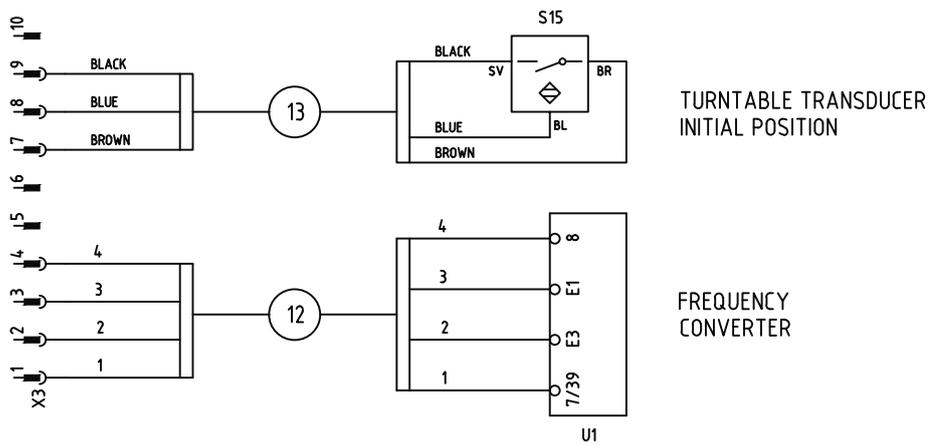 S15
10
9
BLACK
BLACK
SV
BR
8
BLUE
13
TURNTABLE TRANSDUCER
INITIAL POSITION
BLUE
BL
7
BROWN
BROWN
6
5
4
4
4
8
3
3
3
E1
FREQUENCY
CONVERTER
12
2
2
2
E3
1
1
1
7/39
X3
U1